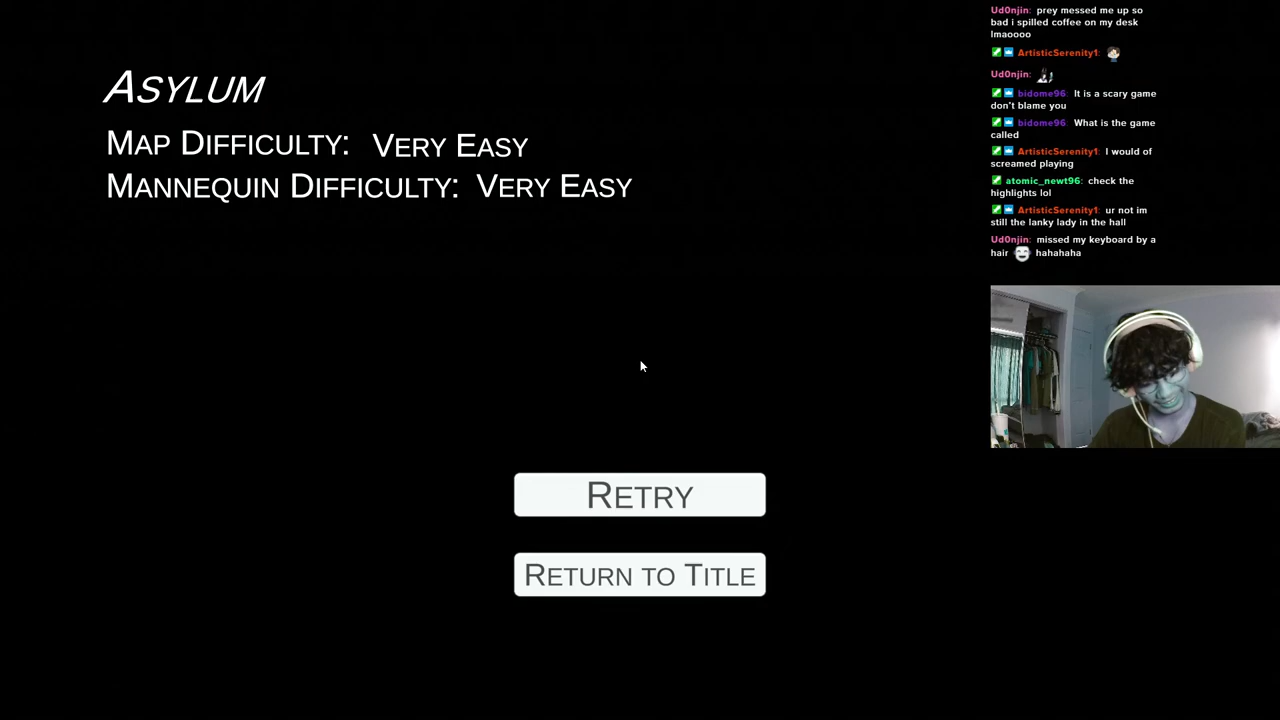 ASYLUM
MAP DIFFICULTY: VERY EASY
MANNEQUIN DIFFICULTY: VERY EASY
RETRY
RETURN TO TITLE
Ud0njin: prey messed me up so
bad i spilled coffee on my desk
lmaoooo
ArtisticSerenity1:
Ud0njin:
bidome96: It is a scary game
don't blame you
bidome96: What is the game
called
ArtisticSerenity1: I would of
screamed playing
atomic_newt96: check the
highlights lol
ArtisticSerenity1: ur not im
still the lanky lady in the hall
Ud0njin: missed my keyboard by a
hair hahahaha